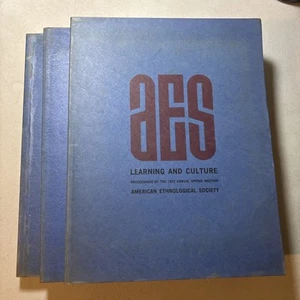 aES
LEARNING AND CULTURE
PROCEEDINGS OF THE 1972 ANNUAL SPRING MEETING
AMERICAN ETHNOLOGICAL SOCIETY